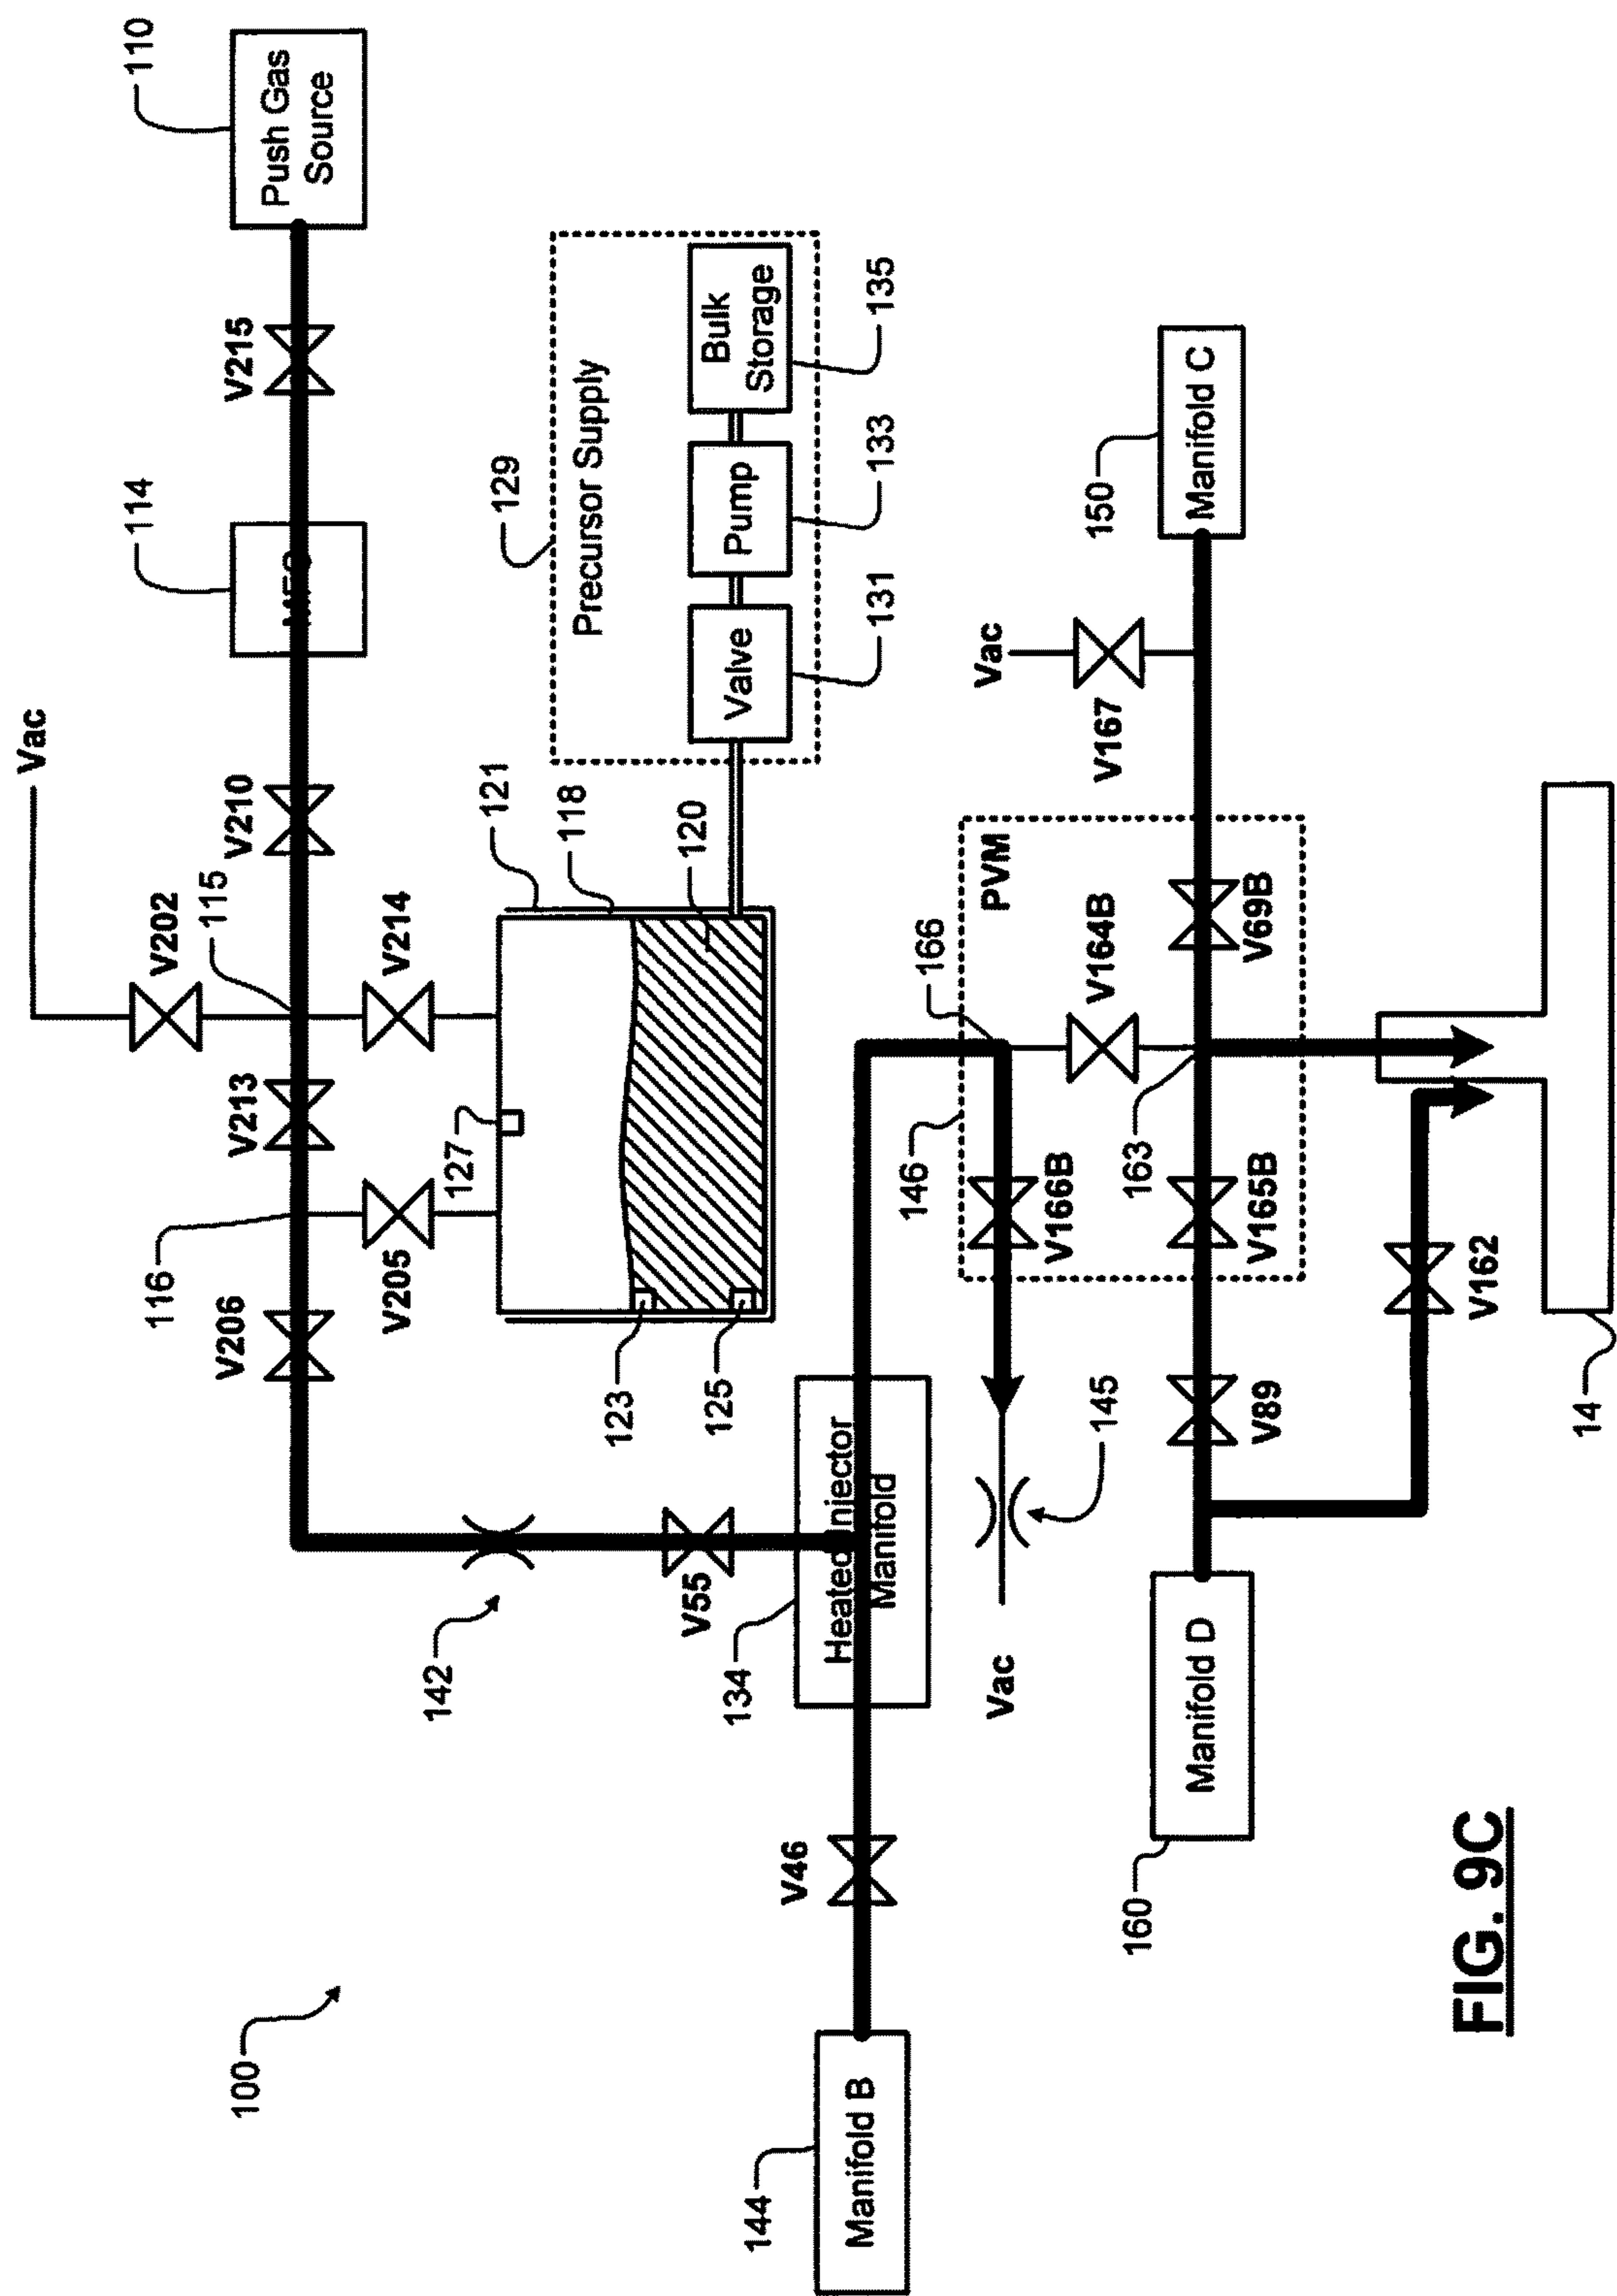 Vac
100
110
114
V202
115
116
V206
V213
V210
V215
Push Gas
Source
V205
V214
142
127
121
118
120
129
Precursor Supply
123
125
Valve
Pump
Bulk
Storage
V55
131
133
135
134
144
V46
Manifold B
Heated Injector
Manifold
146
166
PVM
Vac
145
V166B
V164B
Vac
V167
150
163
160
Manifold D
V89
V165B
V69B
Manifold C
V162
14
FIG. 9C